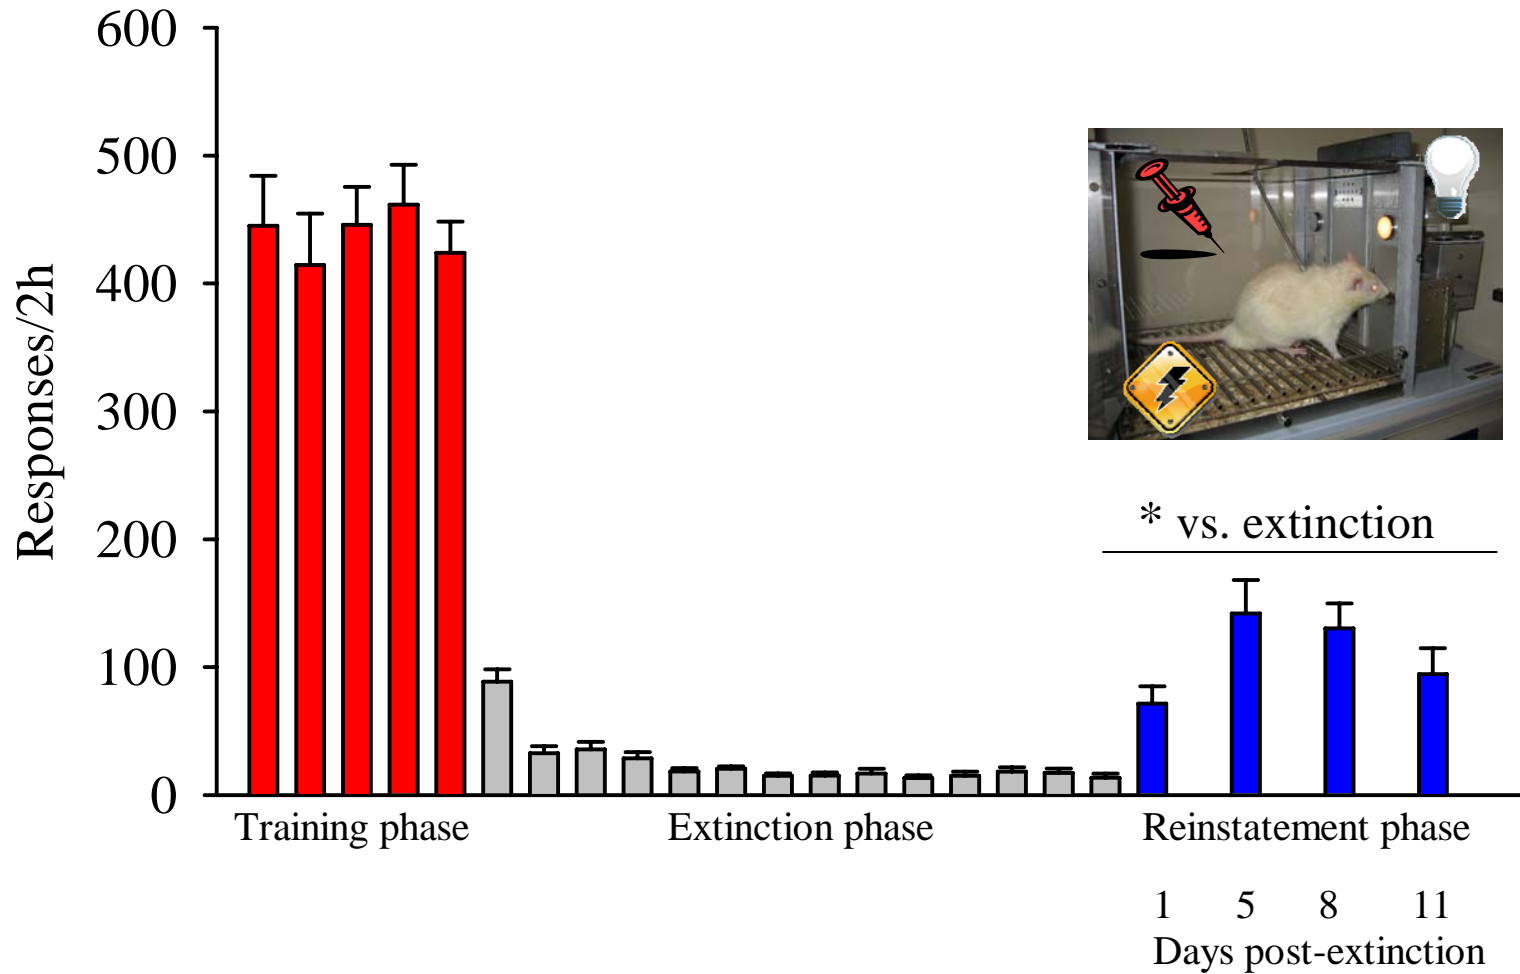 600
500
400
300
200
100
0
Responses/2h
* vs. extinction
Training phase
Extinction phase
Reinstatement phase
1 5 8 11
Days post-extinction